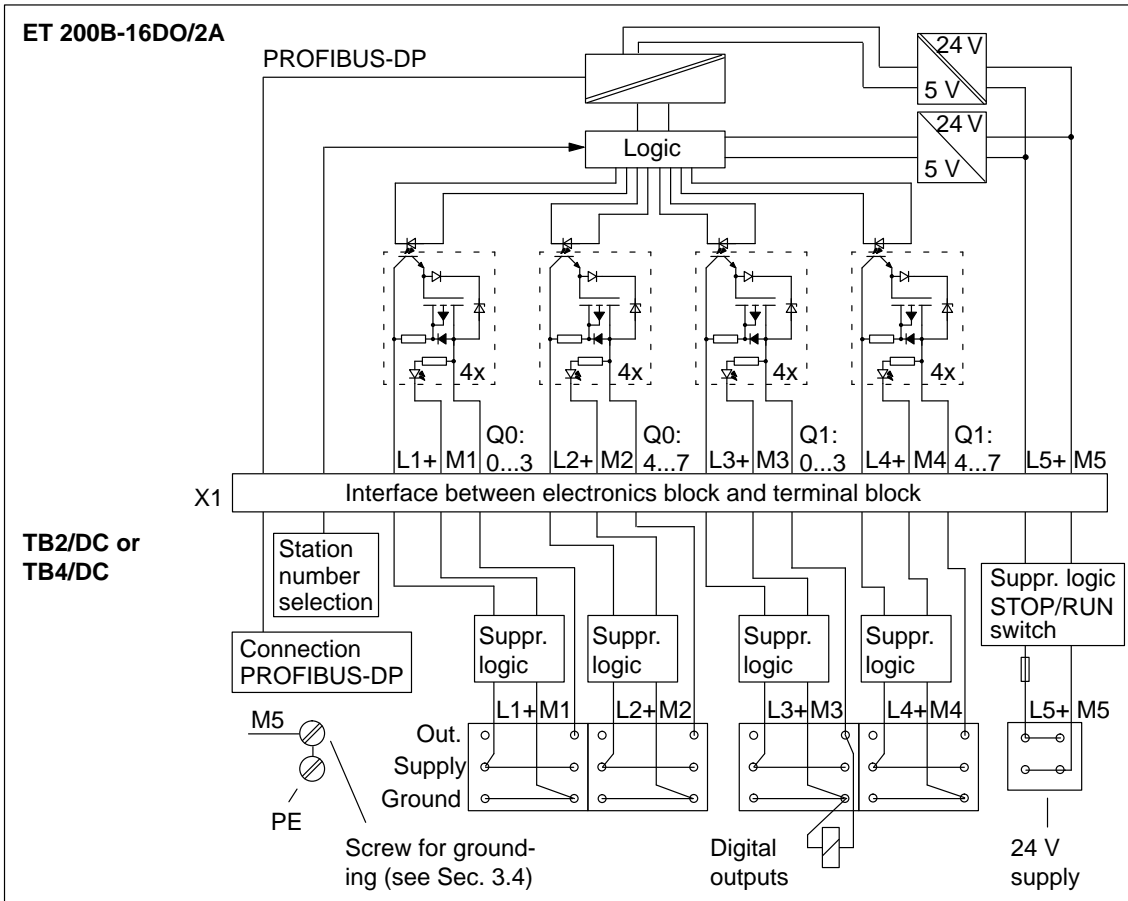 ET 200B-16DO/2A
PROFIBUS-DP
24 V
5 V
24 V
5 V
Logic
4x
4x
4x
4x
L1+ M1
Q0:
0...3
L2+ M2
Q0:
4...7
L3+ M3
Q1:
0...3
L4+ M4
Q1:
4...7
L5+ M5
X1
Interface between electronics block and terminal block
TB2/DC or
TB4/DC
Station
number
selection
Connection
PROFIBUS-DP
Suppr.
logic
Suppr.
logic
Suppr.
logic
Suppr.
logic
Suppr. logic
STOP/RUN
switch
L1+ M1
L2+ M2
L3+ M3
L4+ M4
L5+ M5
M5
PE
Out.
Supply
Ground
Screw for ground-
ing (see Sec. 3.4)
Digital
outputs
24 V
supply